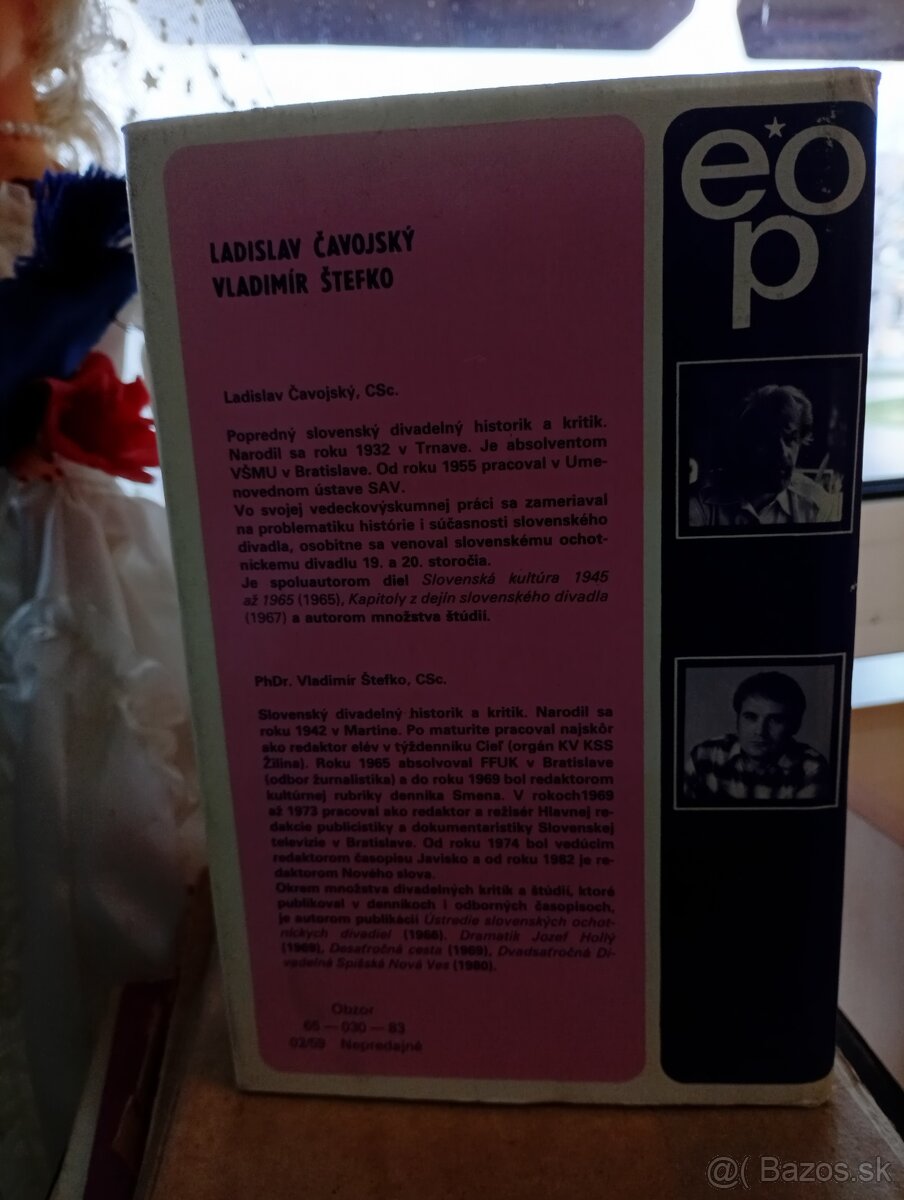 LADISLAV ČAVOJSKÝ
VLADIMÍR ŠTEFKO
Ladislav Čavojský, CSc.
Popredný slovenský divadelný historik a kritik.
Narodil sa roku 1932 v Trnave. Je absolventom
VŠMU v Bratislave. Od roku 1955 pracoval v Ume-
novednom ústave SAV.
Vo svojej vedeckovýskumnej práci sa zameriaval
na problematiku histórie i súčasnosti slovenského
divadla, osobitne sa venoval slovenskému ochot-
níckemu divadlu 19. a 20. storočia.
Je spoluautorom diel Slovenská kultúra 1945
až 1965 (1965), Kapitoly z dejín slovenského divadla
(1967) a autorom množstva štúdií.
PhDr. Vladimír Štefko, CSc.
Slovenský divadelný historik a kritik. Narodil sa
roku 1942 v Martine. Po maturite pracoval najskôr
ako redaktor elév v týždenníku Cieľ (orgán KV KSS
Žilina). Roku 1965 absolvoval FFUK v Bratislave
(odbor žurnalistika) a do roku 1969 bol redaktorom
kultúrnej rubriky denníka Smena. V rokoch1969
až 1973 pracoval ako redaktor a režisér Hlavnej re-
dakcie publicistiky a dokumentaristiky Slovenskej
televízie v Bratislave. Od roku 1974 bol vedúcim
redaktorom časopisu Javisko a od roku 1982 je re-
daktorom Nového slova.
Okrem množstva divadelných kritík a štúdií, ktoré
publikoval v denníkoch i odborných časopisoch,
je autorom publikácií Ústredie slovenských ochot-
níckych divadiel (1966). Dramatik Jozef Hollý
(1969), Desaťročná cesta (1969), Dvadsaťročná Di-
vadelná Spišská Nová Ves (1980).
Obzor
65 — 030 — 83
02/59 Nepredajné
eo
p
@( Bazos.sk